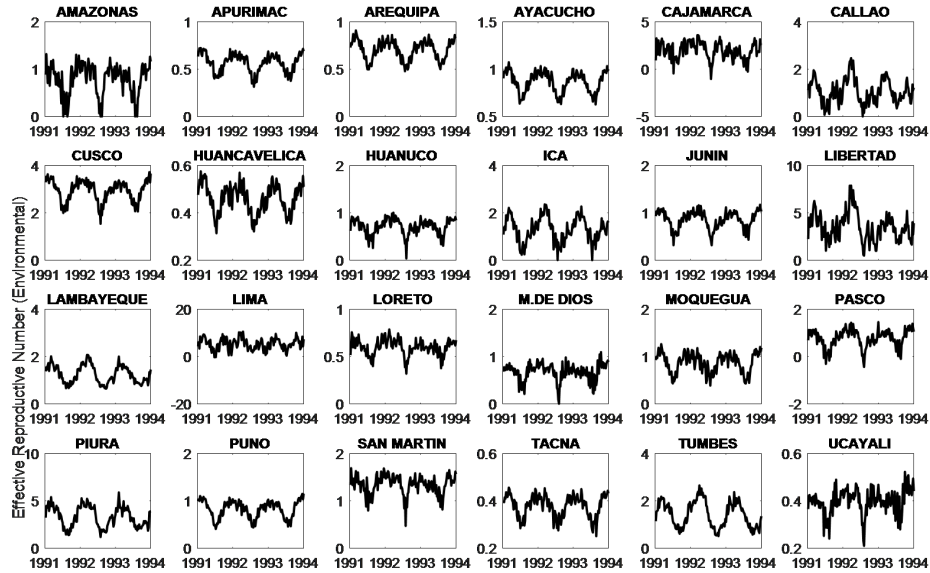 AMAZONAS APURIMAC AREQUIPA AYACUCHO CAJAMARCA CALLAO
2 1 1 1.5 5 4
1 0.5 0.5 1 0 2
0 0 0 0.5 -5 0
1991 1992 1993 1994 1991 1992 1993 1994 1991 1992 1993 1994 1991 1992 1993 1994 1991 1992 1993 1994 1991 1992 1993 1994
CUSCO HUANCAVELICA HUANUCO ICA JUNIN LIBERTAD
4 0.6 2 4 2 10
2 0.4 1 2 1 5
0 0.2 0 0 0 0
1991 1992 1993 1994 1991 1992 1993 1994 1991 1992 1993 1994 1991 1992 1993 1994 1991 1992 1993 1994 1991 1992 1993 1994
Effective Reproductive Number (Environmental)
LAMBAYEQUE LIMA LORETO M.DE DIOS MOQUEGUA PASCO
4 20 1 2 2 2
2 0 0.5 1 1 0
0 -20 0 0 0 -2
1991 1992 1993 1994 1991 1992 1993 1994 1991 1992 1993 1994 1991 1992 1993 1994 1991 1992 1993 1994 1991 1992 1993 1994
PIURA PUNO SAN MARTIN TACNA TUMBES UCAYALI
10 2 2 0.6 4 0.6
5 1 1 0.4 2 0.4
0 0 0 0.2 0 0.2
1991 1992 1993 1994 1991 1992 1993 1994 1991 1992 1993 1994 1991 1992 1993 1994 1991 1992 1993 1994 1991 1992 1993 1994